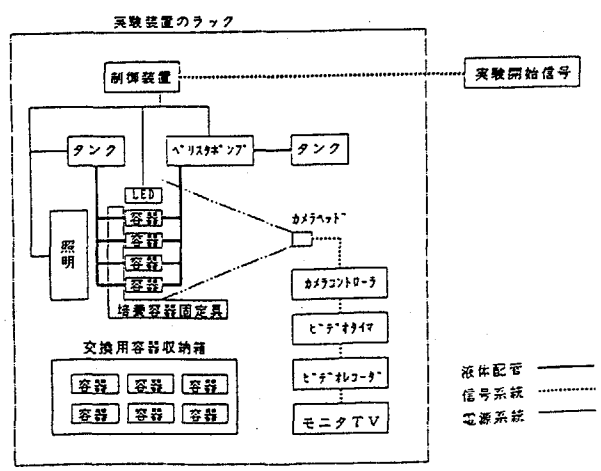 実験装置のラック
制御装置
実験開始信号
タンク
ペリスタポンプ
タンク
LED
カメラヘッド
容器
容器
容器
容器
照明
培養容器固定具
カメラコントローラ
ビデオタイマ
ビデオレコーダ
モニタTV
交換用容器収納箱
容器 容器 容器
容器 容器 容器
液体配管
信号系統
電源系統